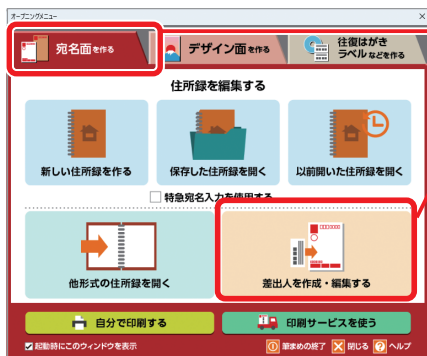 オープニングメニュー
宛名面を作る
デザイン面を作る
往復はがき
ラベルなどを作る
住所録を編集する
新しい住所録を作る
保存した住所録を開く
以前開いた住所録を開く
特急宛名入力を使用する
他形式の住所録を開く
差出人を作成・編集する
自分で印刷する
印刷サービスを使う
起動時にこのウィンドウを表示
筆まめの終了
閉じる
ヘルプ